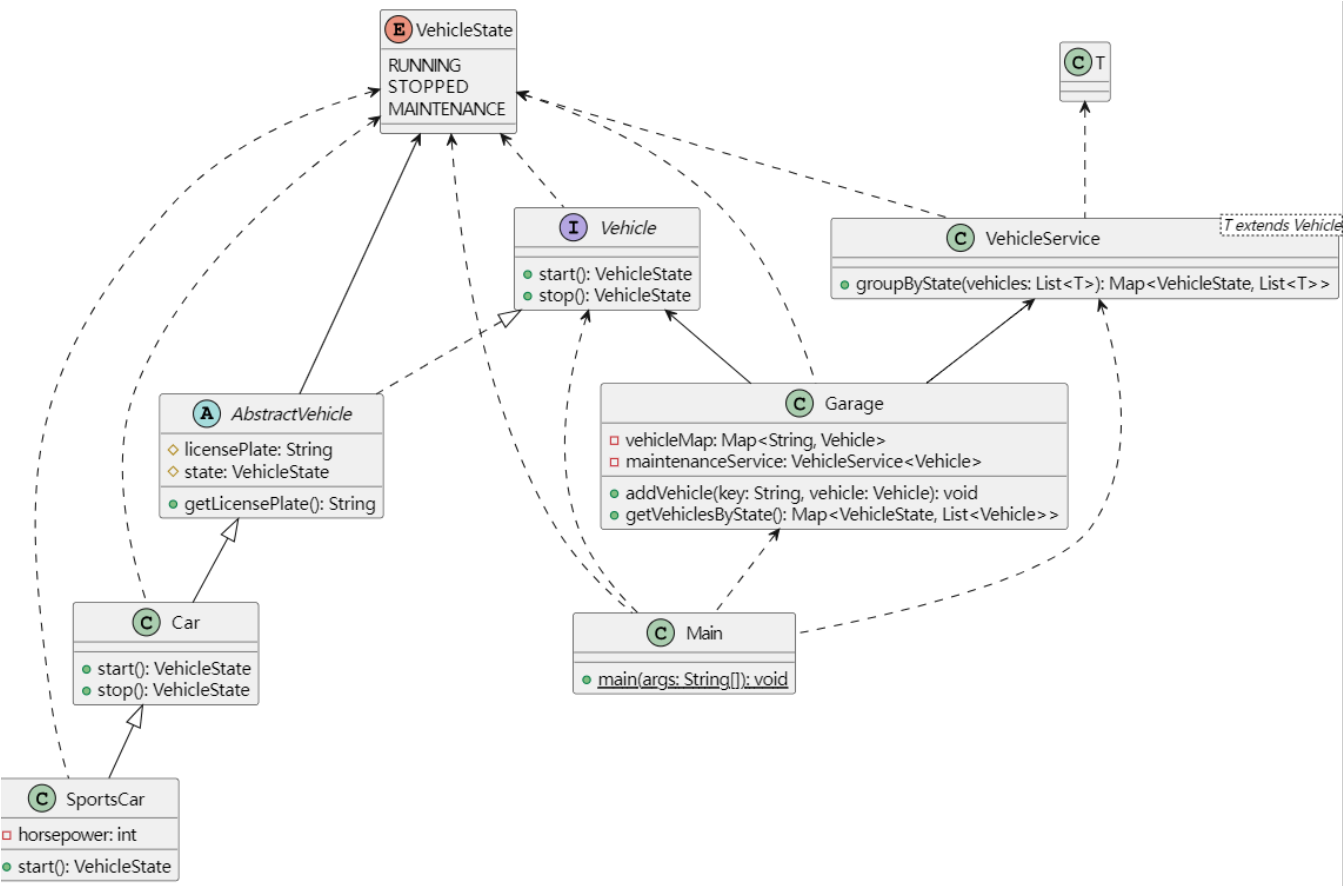 E VehicleState
RUNNING
STOPPED
MAINTENANCE
C T
I Vehicle
start(): VehicleState
stop(): VehicleState
T extends Vehicle
C VehicleService
groupByState(vehicles: List<T>): Map<VehicleState, List<T>>
A AbstractVehicle
licensePlate: String
state: VehicleState
getLicensePlate(): String
C Garage
vehicleMap: Map<String, Vehicle>
maintenanceService: VehicleService<Vehicle>
addVehicle(key: String, vehicle: Vehicle): void
getVehiclesByState(): Map<VehicleState, List<Vehicle>>
C Car
start(): VehicleState
stop(): VehicleState
C Main
main(args: String[]): void
C SportsCar
horsepower: int
start(): VehicleState